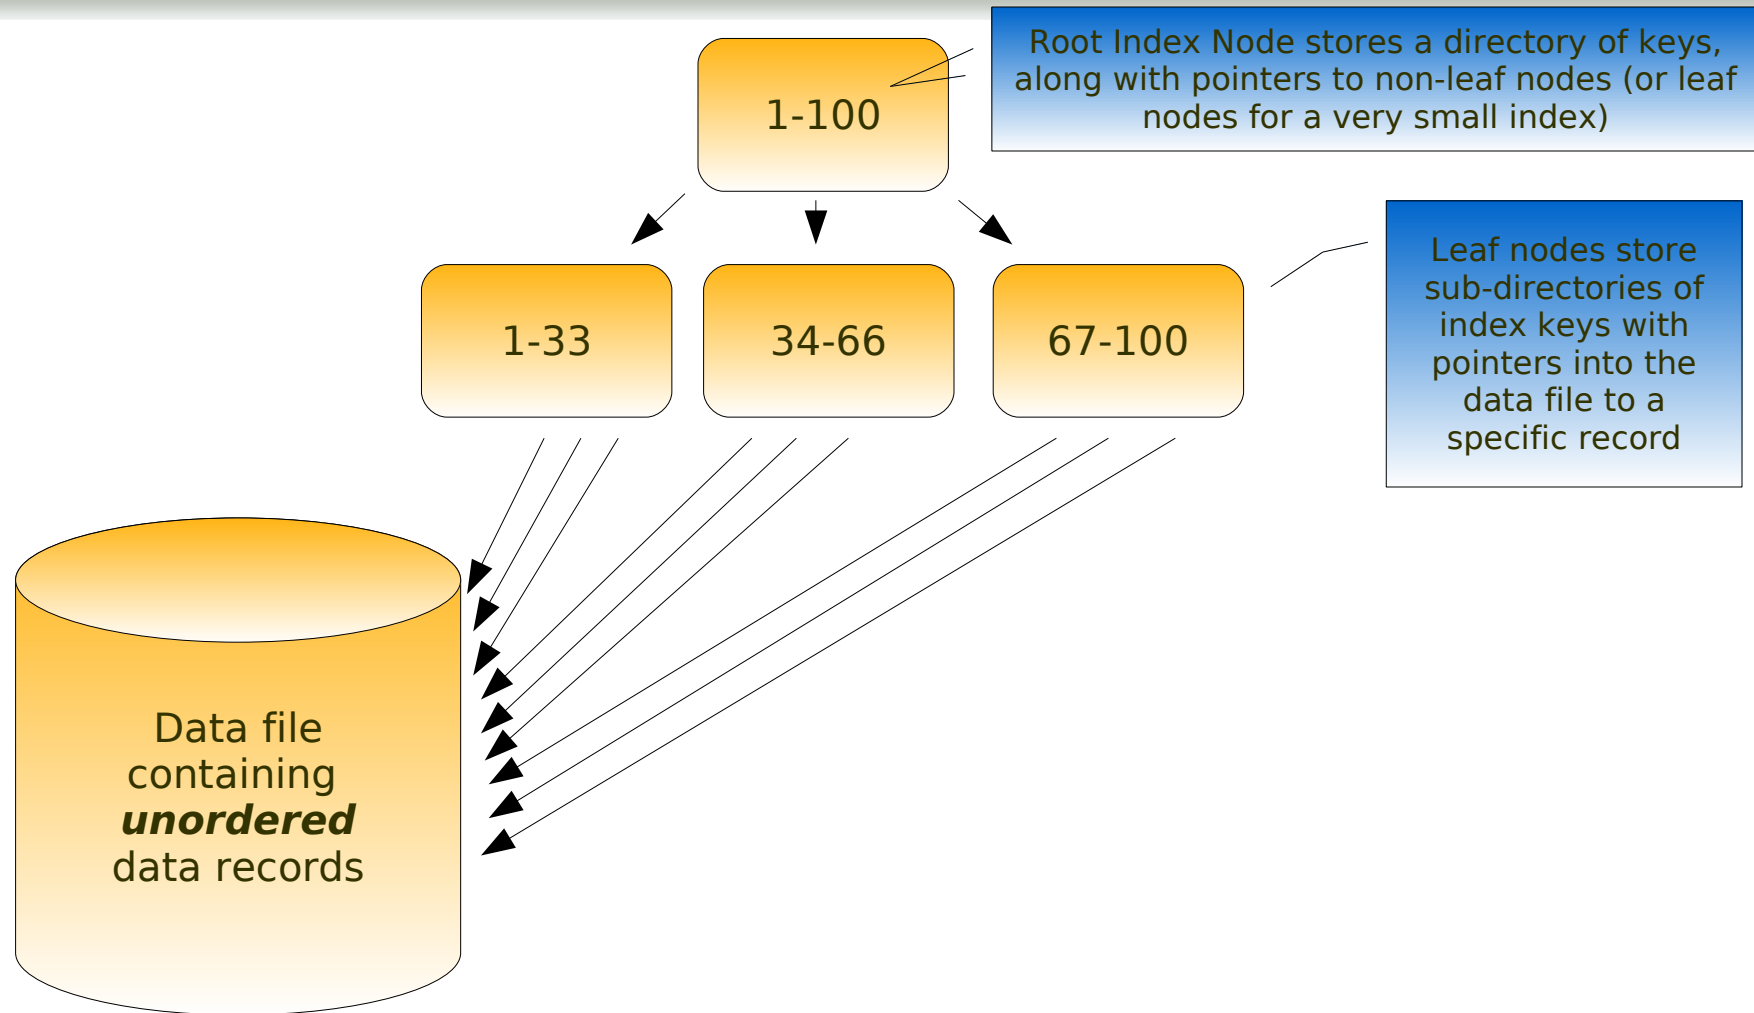 Root Index Node stores a directory of keys,
along with pointers to non-leaf nodes (or leaf
nodes for a very small index)
1-100
Leaf nodes store
sub-directories of
index keys with
pointers into the
data file to a
specific record
1-33
34-66
67-100
Data file
containing
unordered
data records